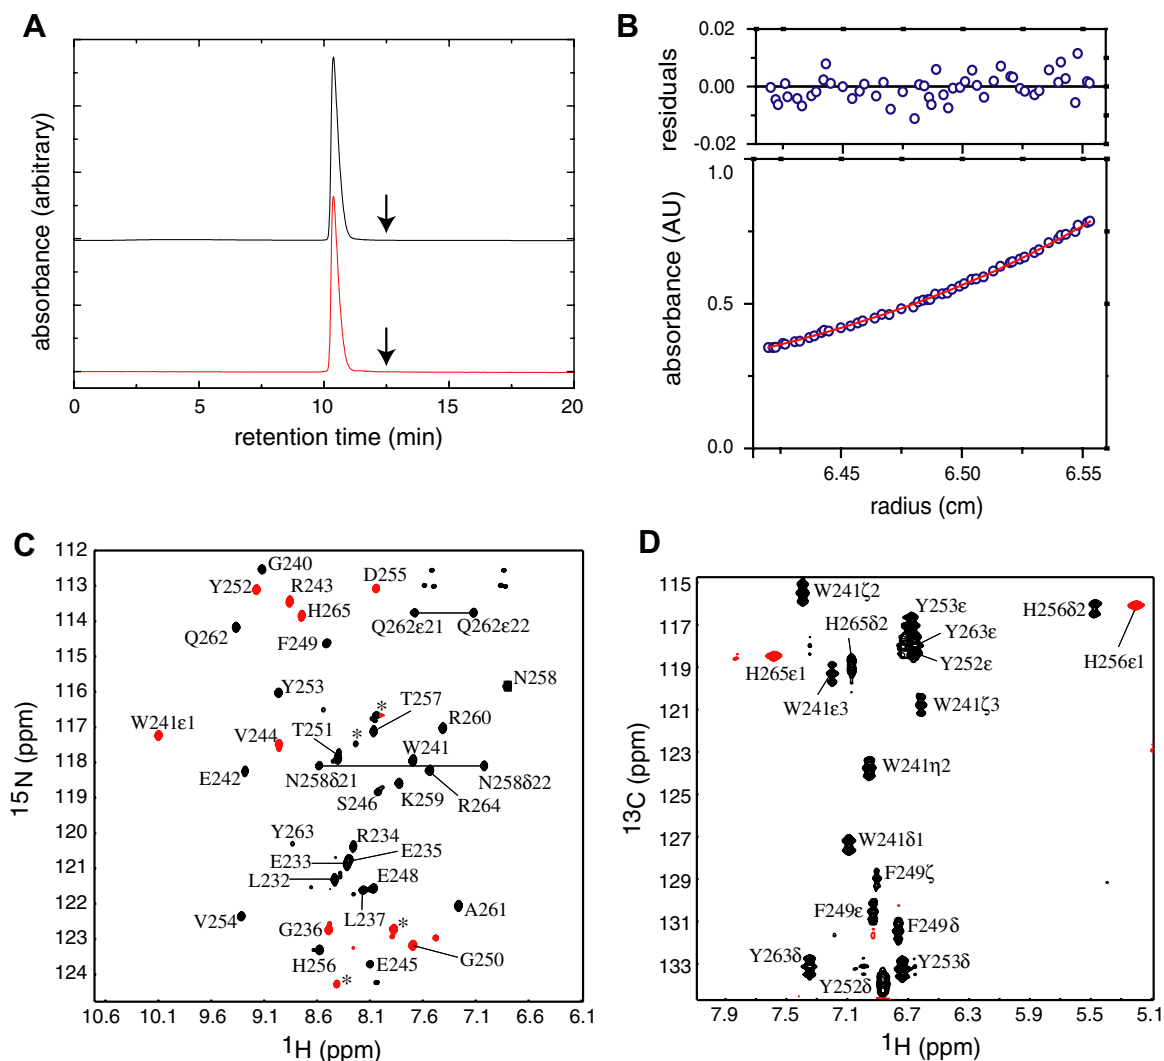 A
absorbance (arbitrary)
0 5 10 15 20
retention time (min)
B
residuals
0.02
0.00
-0.02
absorbance (AU)
1.0
0.5
0.0
6.45 6.50 6.55
radius (cm)
C
15N (ppm)
112
113
114
115
116
117
118
119
120
121
122
123
124
G240
Y252
R243
D255
H265
Q262
Q262ε21
Q262ε22
F249
Y253
N258
*
T257
W241ε1
T251
R260
V244
*
W241
E242
N258δ21
N258δ22
S246
K259
R264
Y263
R234
E233
E235
L232
E248
L237
A261
V254
G236
*
G250
H256
E245
*
10.6 10.1 9.6 9.1 8.6 8.1 7.6 7.1 6.6 6.1
1H (ppm)
D
13C (ppm)
115
117
119
121
123
125
127
129
131
133
W241ζ2
Y253ε
H265δ2
Y263ε
H256δ2
Y252ε
H265ε1
H256ε1
W241ε3
W241ζ3
W241η2
W241δ1
F249ζ
F249ε
F249δ
Y263δ
Y253δ
Y252δ
7.9 7.5 7.1 6.7 6.3 5.9 5.5 5.1
1H (ppm)